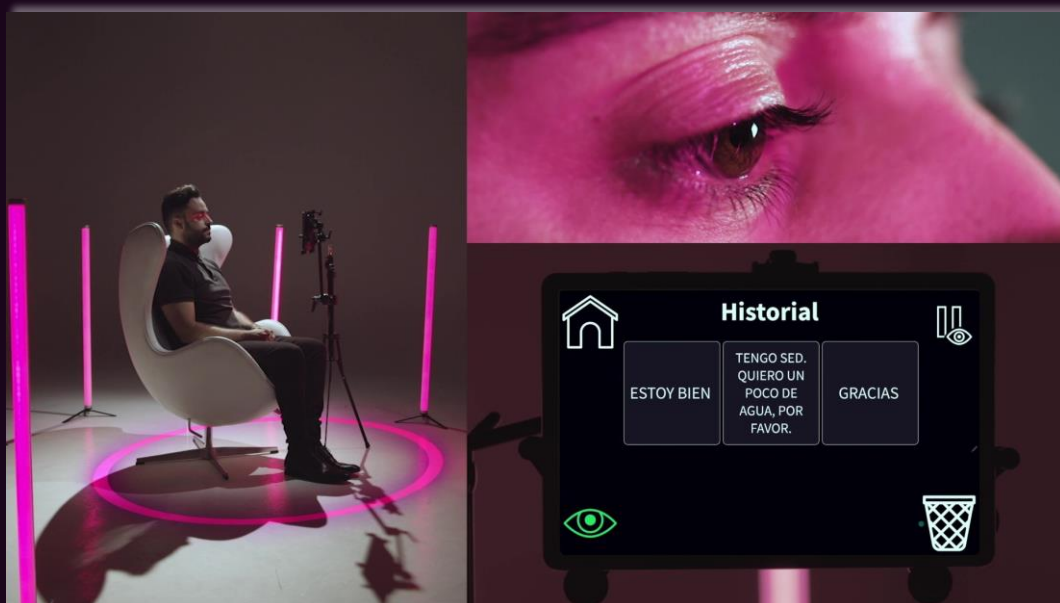 Historial
ESTOY BIEN
TENGO SED.
QUIERO UN
POCO DE
AGUA, POR
FAVOR.
GRACIAS